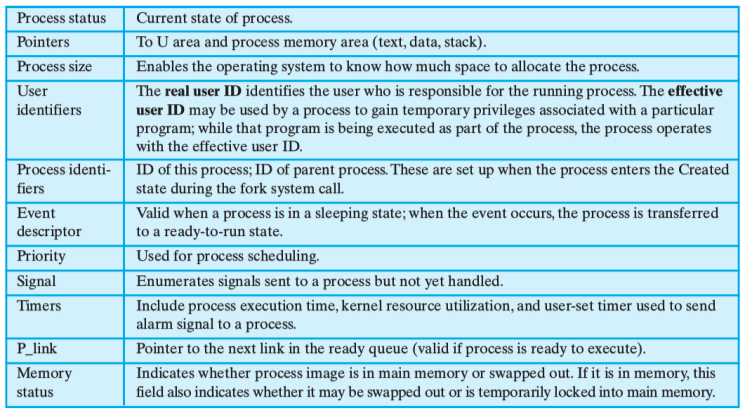 Process status Current state of process.
Pointers To U area and process memory area (text, data, stack).
Process size Enables the operating system to know how much space to allocate the process.
User The real user ID identifies the user who is responsible for the running process. The effective
identifiers user ID may be used by a process to gain temporary privileges associated with a particular
program; while that program is being executed as part of the process, the process operates
with the effective user ID.
Process identi- ID of this process; ID of parent process. These are set up when the process enters the Created
fiers state during the fork system call.
Event Valid when a process is in a sleeping state; when the event occurs, the process is transferred
descriptor to a ready-to-run state.
Priority Used for process scheduling.
Signal Enumerates signals sent to a process but not yet handled.
Timers Include process execution time, kernel resource utilization, and user-set timer used to send
alarm signal to a process.
P_link Pointer to the next link in the ready queue (valid if process is ready to execute).
Memory Indicates whether process image is in main memory or swapped out. If it is in memory, this
status field also indicates whether it may be swapped out or is temporarily locked into main memory.